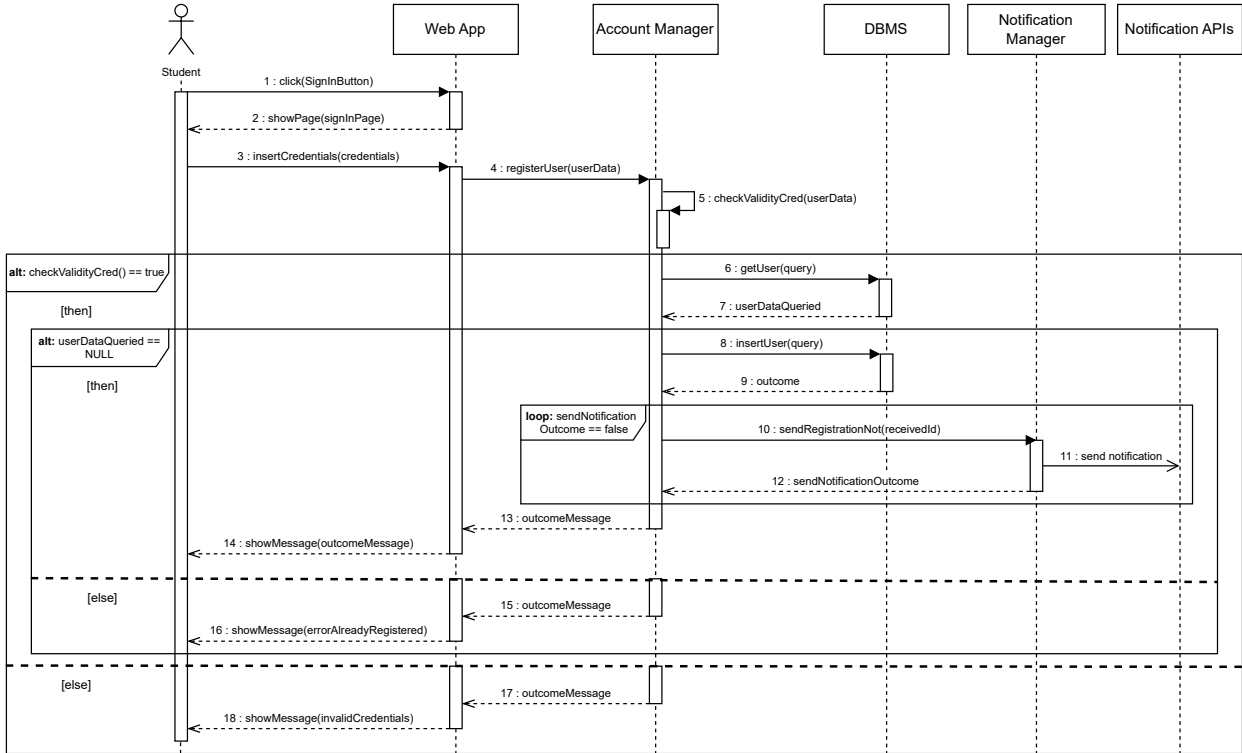 Web App
Account Manager
DBMS
Notification
Manager
Notification APIs
Student
1 : click(SignInButton)
2 : showPage(signInPage)
3 : insertCredentials(credentials)
4 : registerUser(userData)
5 : checkValidityCred(userData)
alt: checkValidityCred() == true
6 : getUser(query)
[then]
7 : userDataQueried
alt: userDataQeried ==
NULL
8 : insertUser(query)
[then]
9 : outcome
loop: sendNotification
Outcome == false
10 : sendRegistrationNot(receivedId)
11 : send notification
12 : sendNotificationOutcome
13 : outcomeMessage
14 : showMessage(outcomeMessage)
[else]
15 : outcomeMessage
16 : showMessage(errorAlreadyRegistered)
[else]
17 : outcomeMessage
18 : showMessage(invalidCredentials)